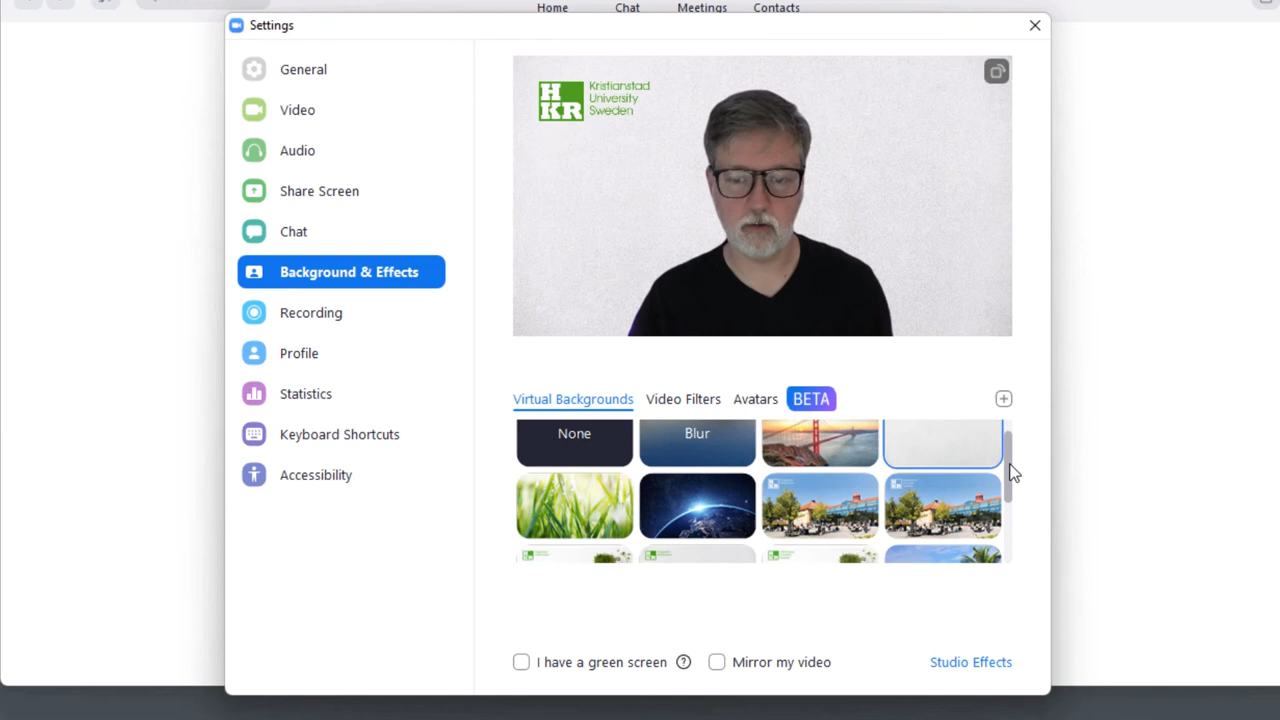 Home
Chat
Meetings
Contacts
Settings
General
Video
Audio
Share Screen
Chat
Background & Effects
Recording
Profile
Statistics
Keyboard Shortcuts
Accessibility
H
KR
Kristianstad
University
Sweden
Virtual Backgrounds
Video Filters
Avatars
BETA
None
Blur
I have a green screen
?
Mirror my video
Studio Effects